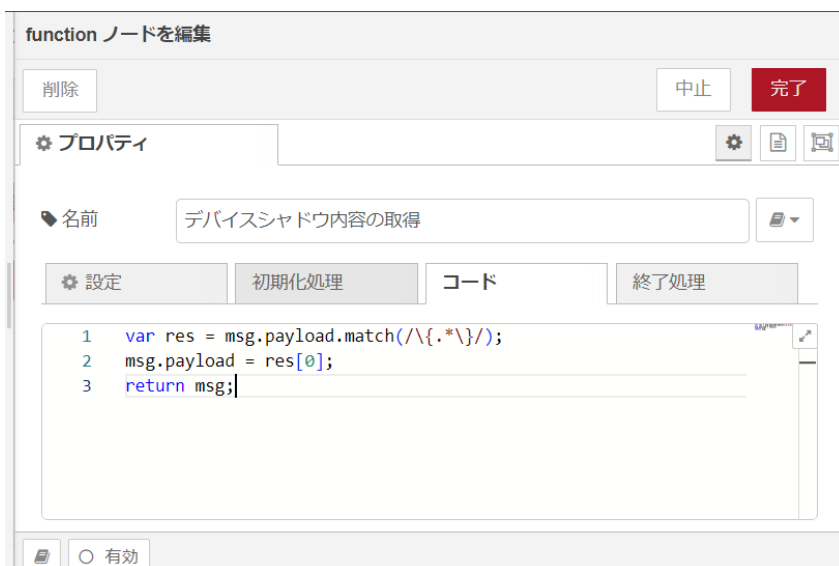 function ノードを編集
削除
中止
完了
プロパティ
名前
デバイスシャドウ内容の取得
設定
初期化処理
コード
終了処理
1 var res = msg.payload.match(/\{.*\}/);
2 msg.payload = res[0];
3 return msg;
有効